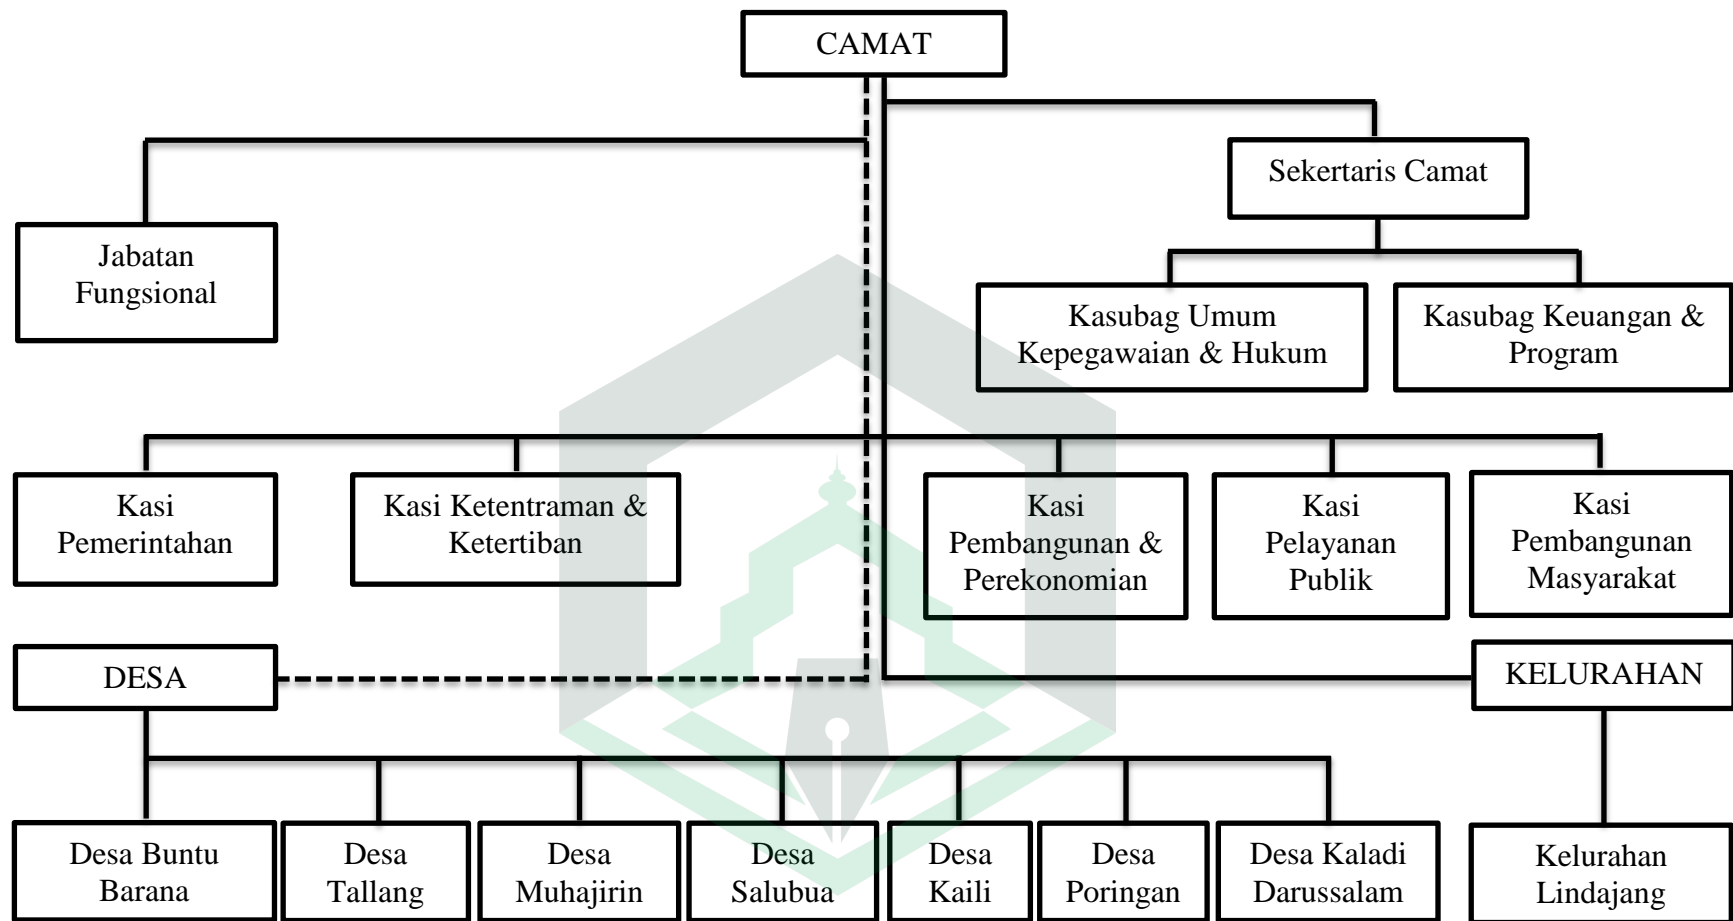 CAMAT
Sekertaris Camat
Jabatan
Fungsional
Kasubag Umum
Kepegawaian & Hukum
Kasubag Keuangan &
Program
Kasi
Pemerintahan
Kasi Ketentraman &
Ketertiban
Kasi
Pembangunan &
Perekonomian
Kasi
Pelayanan
Publik
Kasi
Pembangunan
Masyarakat
DESA
KELURAHAN
Desa Buntu
Barana
Desa
Tallang
Desa
Muhajirin
Desa
Salubua
Desa
Kaili
Desa
Poringan
Desa Kaladi
Darussalam
Kelurahan
Lindajang